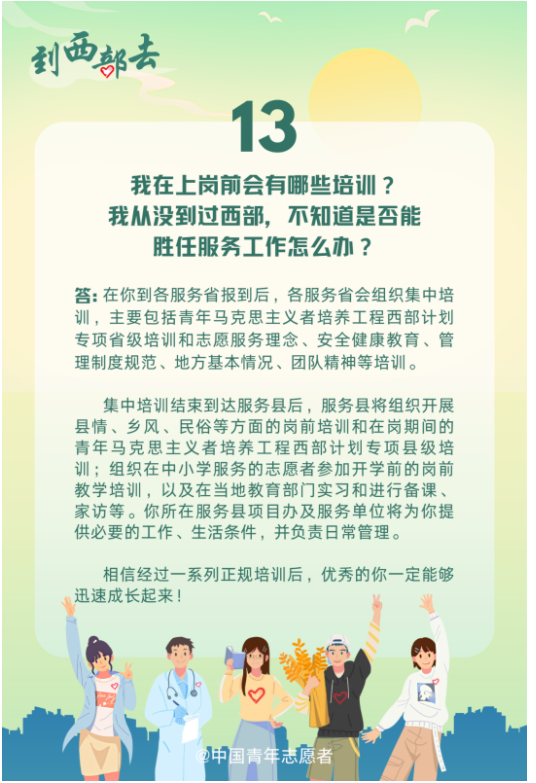 到西部去
13
我在上岗前会有哪些培训？
我从没到过西部，不知道是否能
胜任服务工作怎么办？
答：在你到各服务省报到后，各服务省会组织集中培
训，主要包括青年马克思主义者培养工程西部计划
专项省级培训和志愿服务理念、安全健康教育、管
理制度规范、地方基本情况、团队精神等培训。
集中培训结束到达服务县后，服务县将组织开展
县情、乡风、民俗等方面的岗前培训和在岗期间的
青年马克思主义者培养工程西部计划专项县级培
训；组织在中小学服务的志愿者参加开学前的岗前
教学培训，以及在当地教育部门实习和进行备课、
家访等。你所在服务县项目办及服务单位将为你提
供必要的工作、生活条件，并负责日常管理。
相信经过一系列正规培训后，优秀的你一定能够
迅速成长起来！
@中国青年志愿者